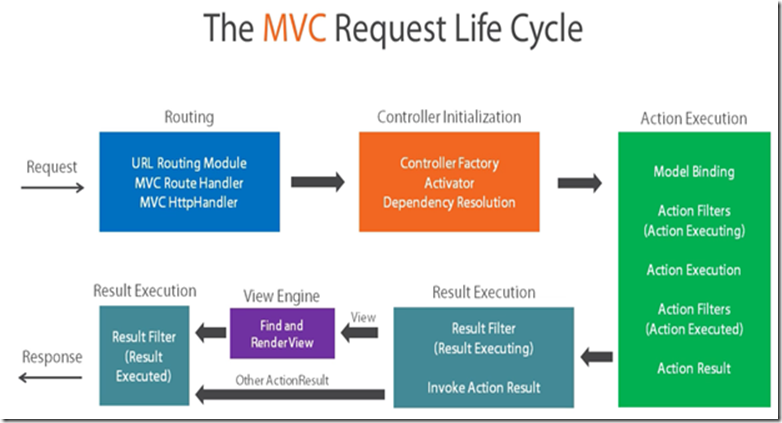 The MVC Request Life Cycle
Routing
Controller Initialization
Action Execution
Request
URL Routing Module
MVC Route Handler
MVC HttpHandler
Controller Factory
Activator
Dependency Resolution
Model Binding
Action Filters
(Action Executing)
Action Execution
Action Filters
(Action Executed)
Action Result
Result Execution
Result Filter
(Result Executing)
Invoke Action Result
View
View Engine
Find and
Render View
Other ActionResult
Result Execution
Result Filter
(Result
Executed)
Response